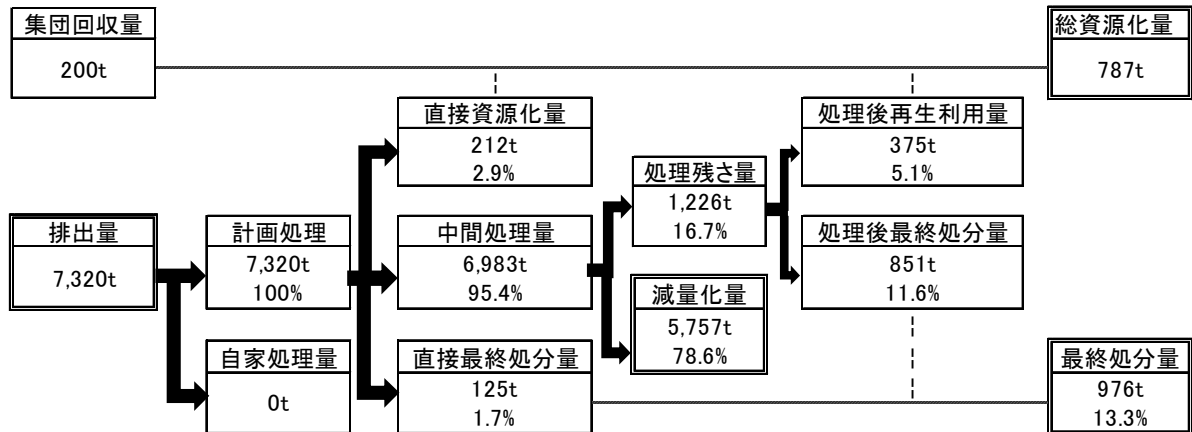 集団回収量
200t
総資源化量
787t
直接資源化量
212t
2.9%
処理後再生利用量
375t
5.1%
処理残さ量
1,226t
16.7%
排出量
7,320t
計画処理
7,320t
100%
中間処理量
6,983t
95.4%
処理後最終処分量
851t
11.6%
減量化量
5,757t
78.6%
自家処理量
0t
直接最終処分量
125t
1.7%
最終処分量
976t
13.3%